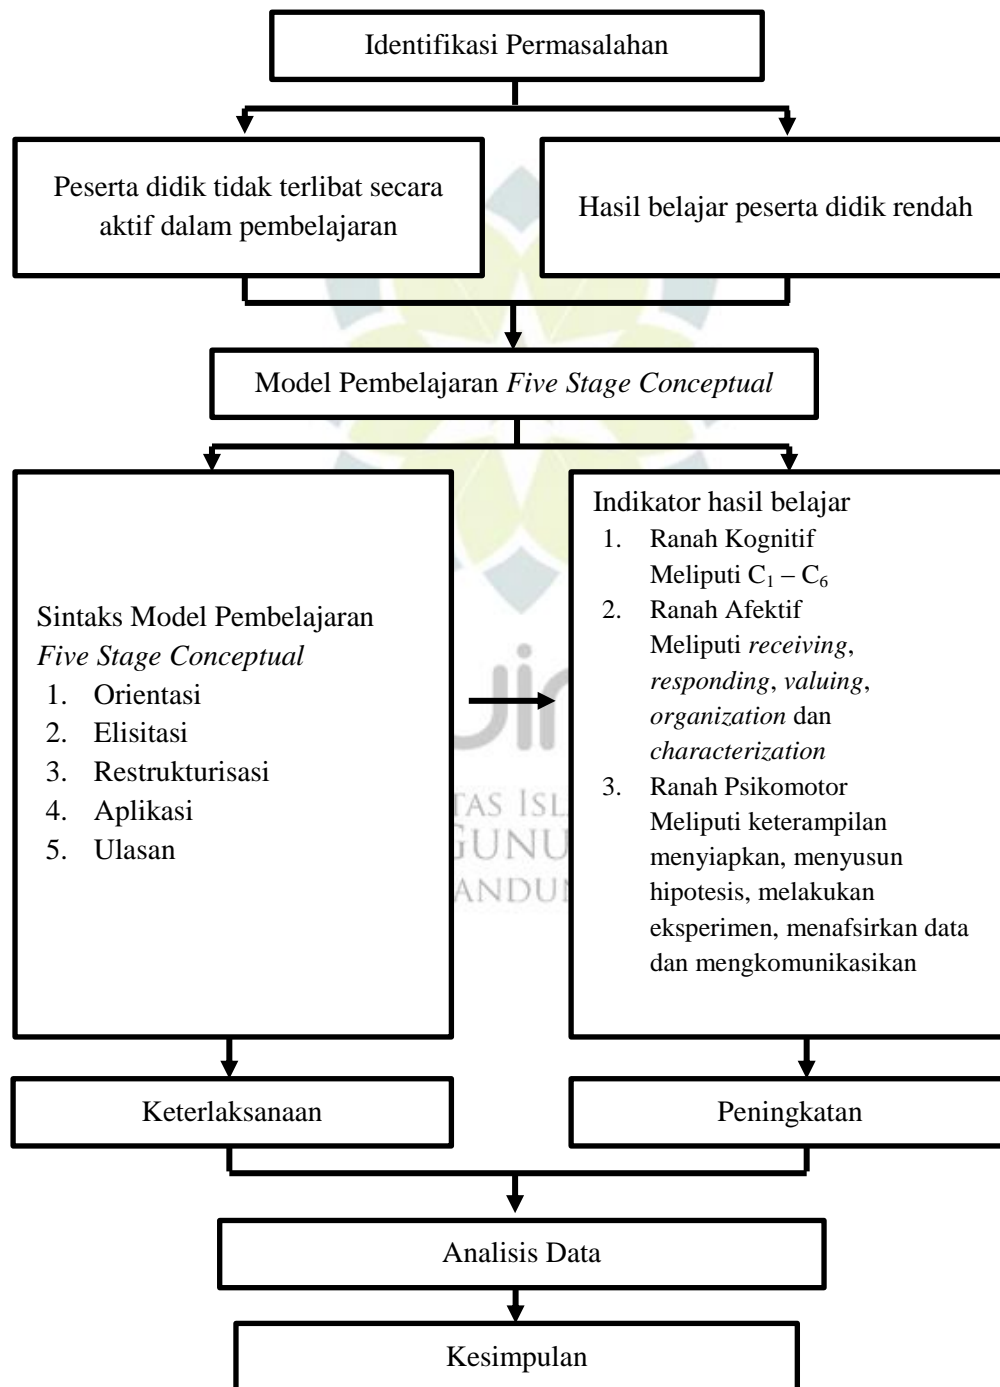 Identifikasi Permasalahan
Peserta didik tidak terlibat secara
aktif dalam pembelajaran
Hasil belajar peserta didik rendah
Model Pembelajaran Five Stage Conceptual
Sintaks Model Pembelajaran
Five Stage Conceptual
1. Orientasi
2. Elisitasi
3. Restrukturisasi
4. Aplikasi
5. Ulasan
Indikator hasil belajar
1. Ranah Kognitif
Meliputi C₁ – C₆
2. Ranah Afektif
Meliputi receiving,
responding, valuing,
organization dan
characterization
3. Ranah Psikomotor
Meliputi keterampilan
menyiapkan, menyusun
hipotesis, melakukan
eksperimen, menafsirkan data
dan mengkomunikasikan
Keterlaksanaan
Peningkatan
Analisis Data
Kesimpulan